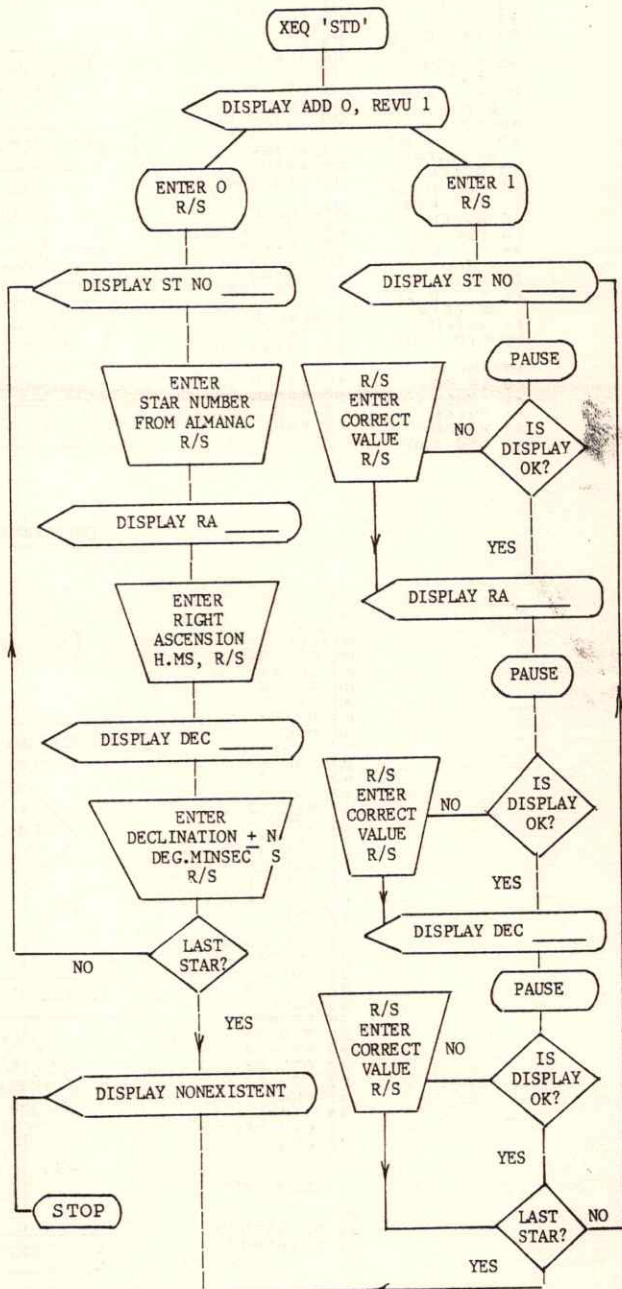 XEQ 'STD'
DISPLAY ADD O, REVU 1
ENTER O
R/S
ENTER 1
R/S
DISPLAY ST NO ____
DISPLAY ST NO ____
PAUSE
ENTER
STAR NUMBER
FROM ALMANAC
R/S
R/S
ENTER
CORRECT
VALUE
R/S
NO
IS
DISPLAY
OK?
YES
DISPLAY RA ____
DISPLAY RA ____
ENTER
RIGHT
ASCENSION
H.MS, R/S
PAUSE
DISPLAY DEC ____
R/S
ENTER
CORRECT
VALUE
R/S
NO
IS
DISPLAY
OK?
ENTER
DECLINATION ± N
DEG.MINSEC S
R/S
YES
DISPLAY DEC ____
NO
LAST
STAR?
YES
PAUSE
R/S
ENTER
CORRECT
VALUE
R/S
NO
IS
DISPLAY
OK?
DISPLAY NONEXISTENT
YES
STOP
LAST
STAR?
NO
YES